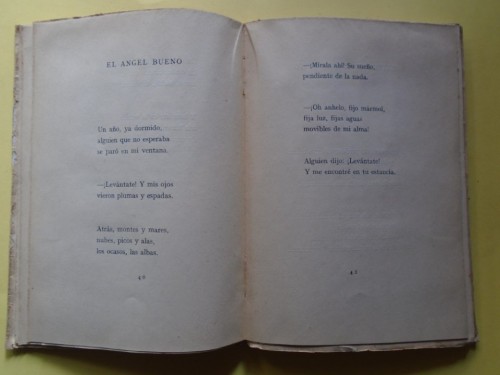 EL ANGEL BUENO
Un año, ya dormido,
alguien que no esperaba
se paró en mi ventana.
—¡Levántate! Y mis ojos
vieron plumas y espadas.
Atrás, montes y mares,
nubes, picos y alas,
los ocasos, las albas.
40
—¡Mírala ahí! Su sueño,
pendiente de la nada.
—¡Oh anhelo, fijo mármol,
fija luz, fijas aguas
movibles de mi alma!
Alguien dijo: ¡Levántate!
Y me encontré en tu estancia.
41